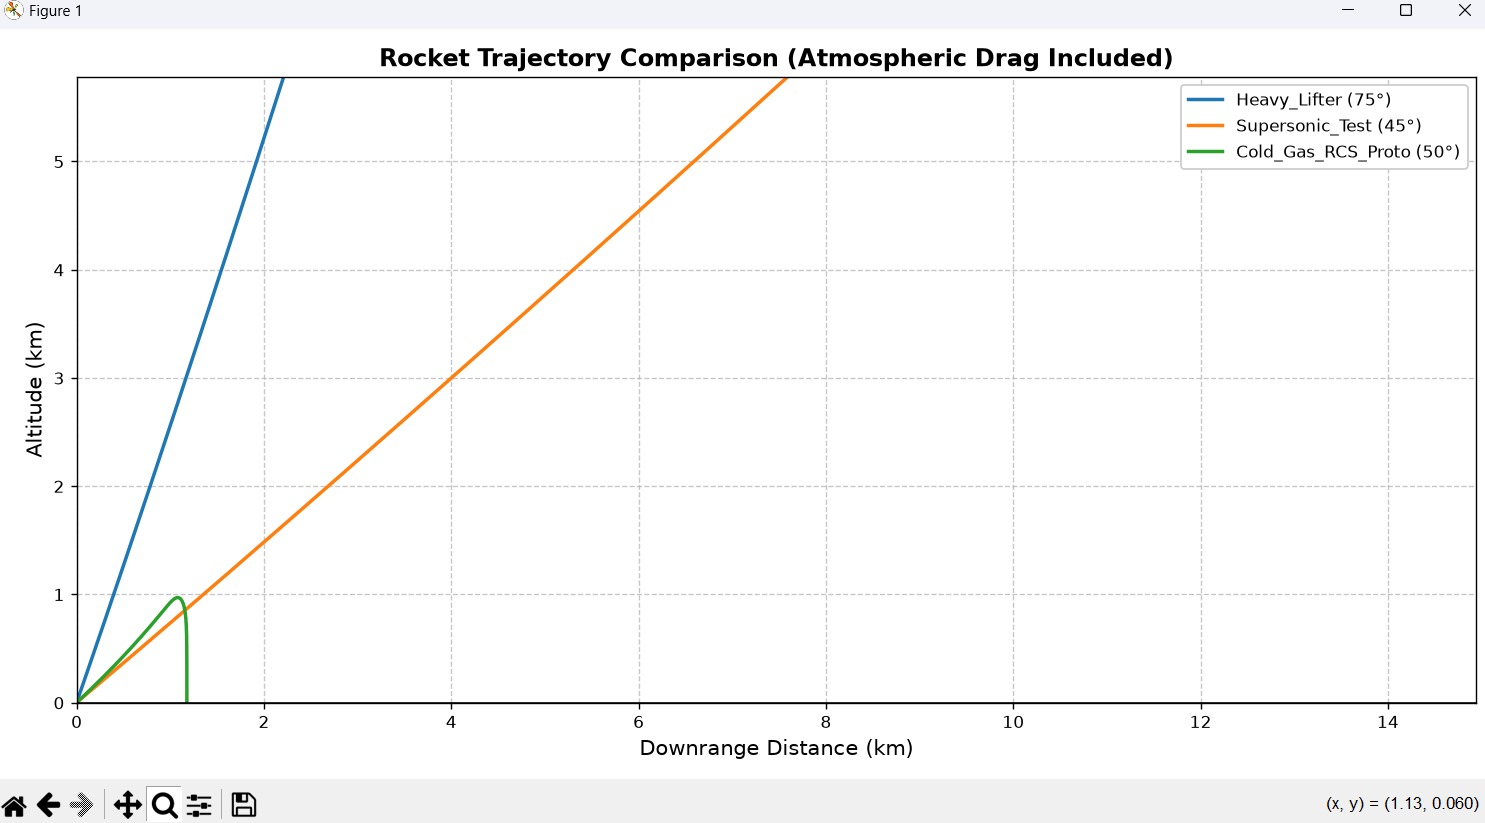 Figure 1
Rocket Trajectory Comparison (Atmospheric Drag Included)
Heavy_Lifter (75°)
Supersonic_Test (45°)
Cold_Gas_RCS_Proto (50°)
Altitude (km)
5
4
3
2
1
0
0 2 4 6 8 10 12 14
Downrange Distance (km)
(x, y) = (1.13, 0.060)